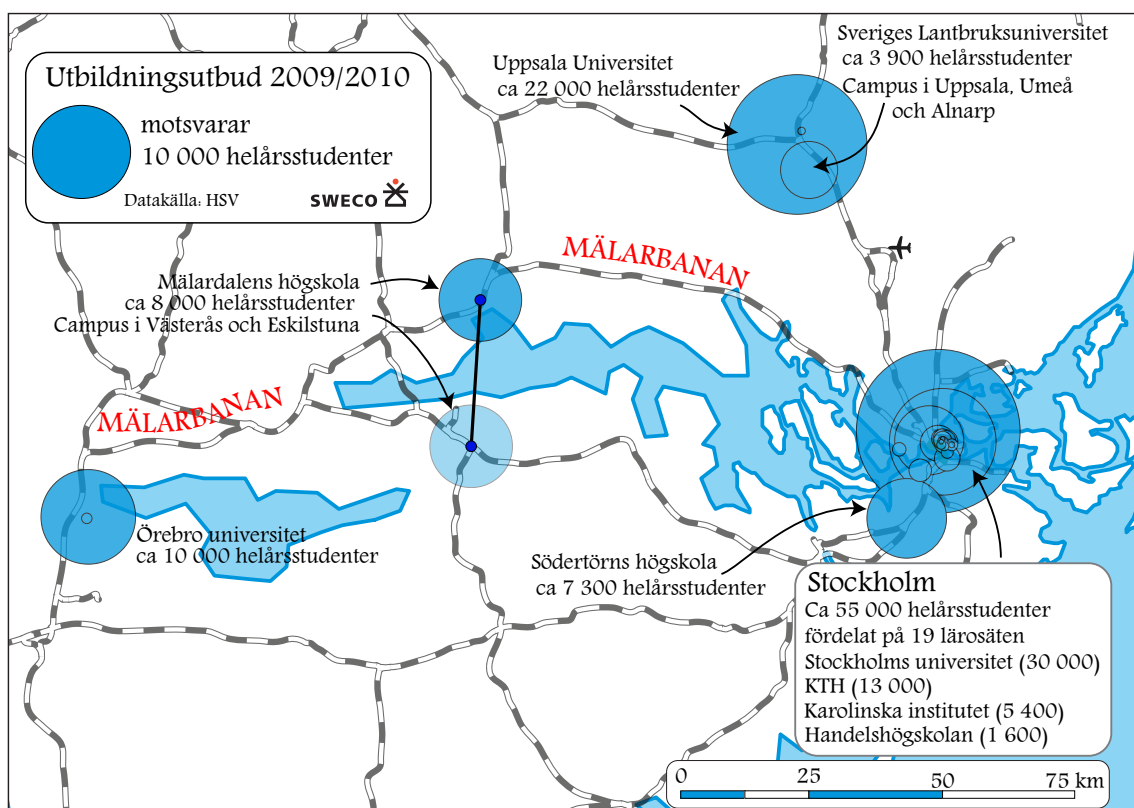 Utbildningsutbud 2009/2010
motsvarar
10 000 helårsstudenter
Datakälla: HSV
SWECO
Uppsala Universitet
ca 22 000 helårsstudenter
Sveriges Lantbruksuniversitet
ca 3 900 helårsstudenter
Campus i Uppsala, Umeå
och Alnarp
MÄLARBANAN
Mälardalens högskola
ca 8 000 helårsstudenter
Campus i Västerås och Eskilstuna
MÄLARBANAN
Örebro universitet
ca 10 000 helårsstudenter
Södertörns högskola
ca 7 300 helårsstudenter
Stockholm
Ca 55 000 helårsstudenter
fördelat på 19 lärosäten
Stockholms universitet (30 000)
KTH (13 000)
Karolinska institutet (5 400)
Handelshögskolan (1 600)
0 25 50 75 km